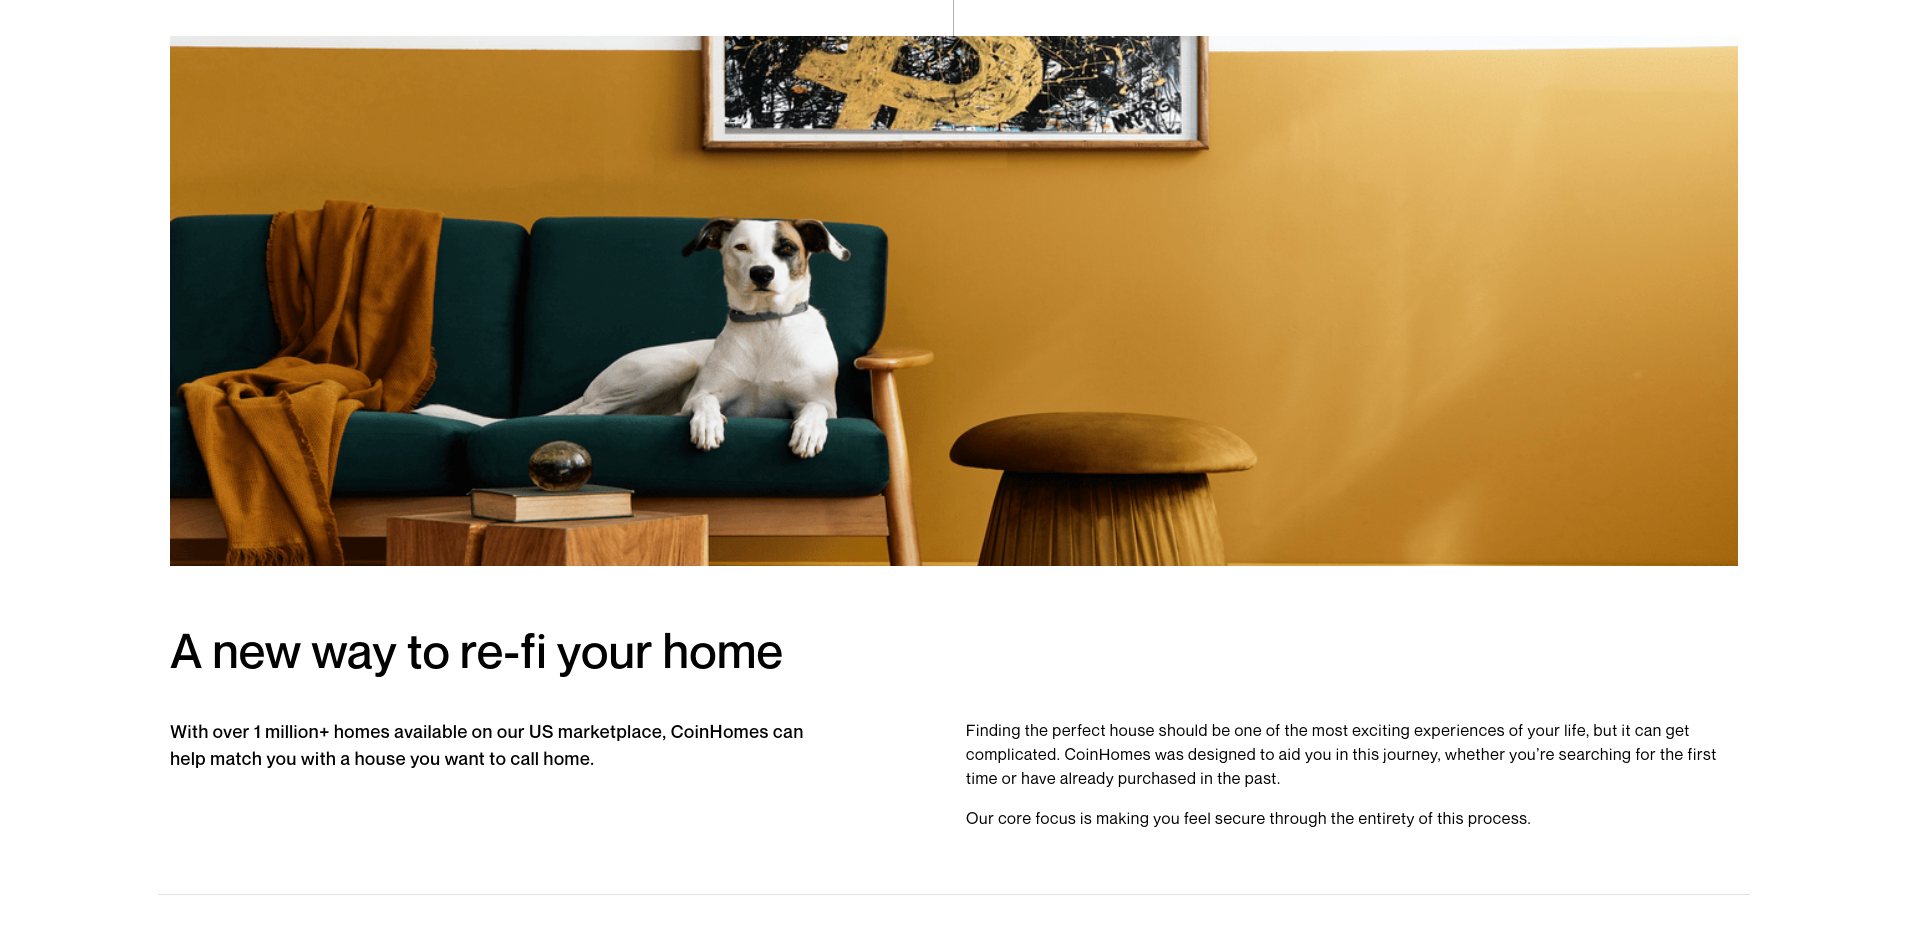 A new way to re-fi your home
With over 1 million+ homes available on our US marketplace, CoinHomes can
help match you with a house you want to call home.
Finding the perfect house should be one of the most exciting experiences of your life, but it can get
complicated. CoinHomes was designed to aid you in this journey, whether you’re searching for the first
time or have already purchased in the past.
Our core focus is making you feel secure through the entirety of this process.